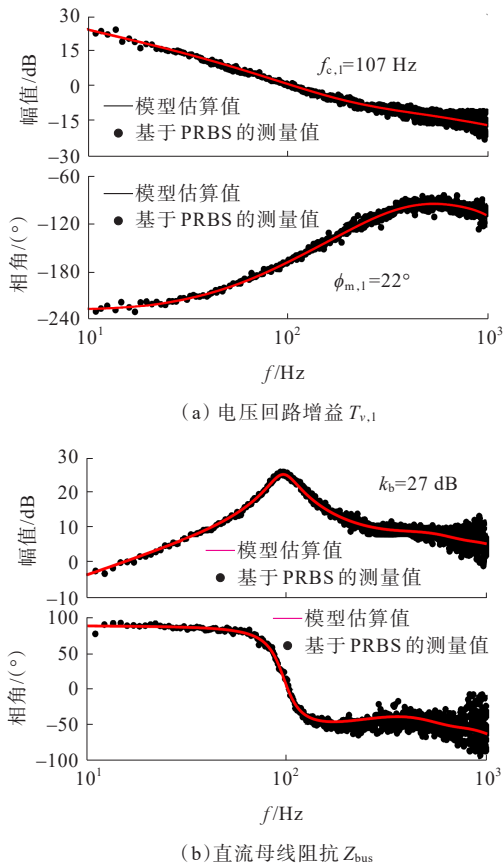 30
15
0
−15
−30
幅值/dB
f_{c,1}=107 Hz
模型估算值
基于PRBS的测量值
−60
−120
−180
−240
相角/(°)
模型估算值
基于PRBS的测量值
ϕ_{m,1}=22°
10^1 10^2 10^3
f/Hz
(a) 电压回路增益 T_{v,1}
30
20
10
0
−10
幅值/dB
k_b=27 dB
模型估算值
基于PRBS的测量值
100
50
0
−50
−100
相角/(°)
模型估算值
基于PRBS的测量值
10^1 10^2 10^3
f/Hz
(b)直流母线阻抗 Z_{bus}